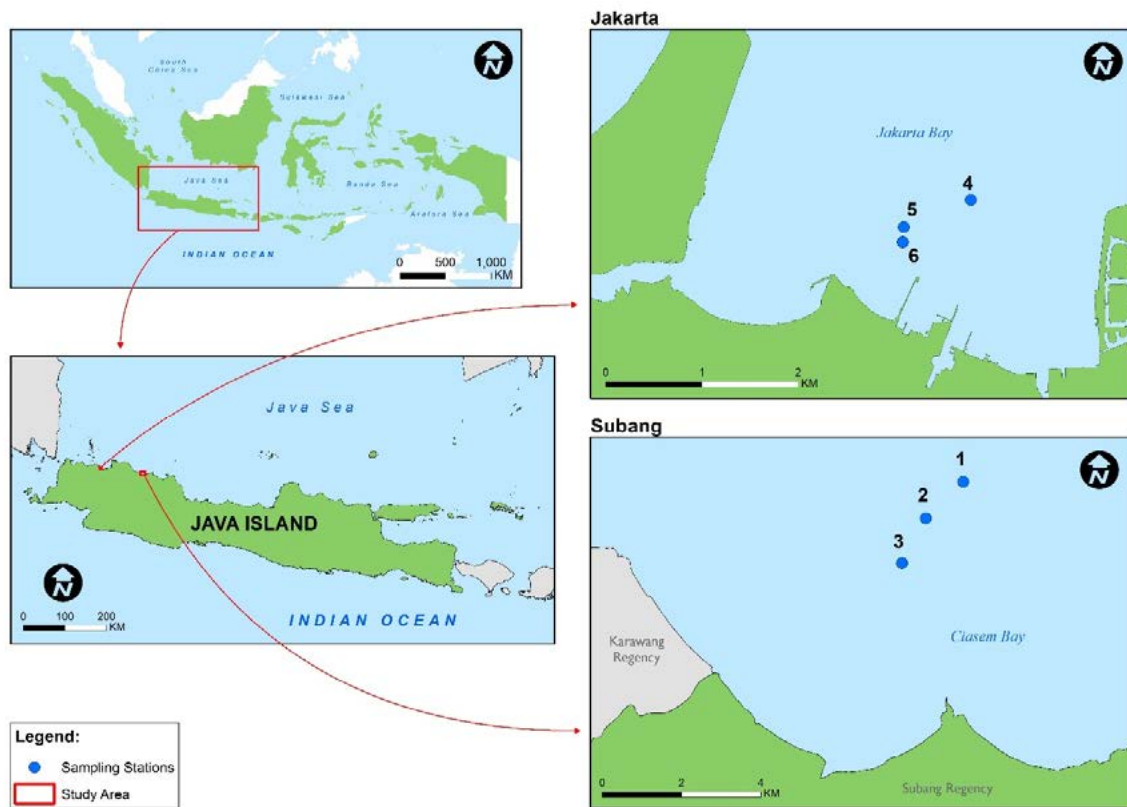 South
Sea
Sulawesi Sea
Java Sea
Banda Sea
Arafura Sea
INDIAN OCEAN
N
0 500 1,000
KM
Jakarta
N
Jakarta Bay
4
5
6
0 1 2
KM
Java Sea
JAVA ISLAND
N
INDIAN OCEAN
0 100 200
KM
Subang
N
1
2
3
Ciasem Bay
Karawang
Regency
Subang Regency
0 2 4
KM
Legend:
Sampling Stations
Study Area